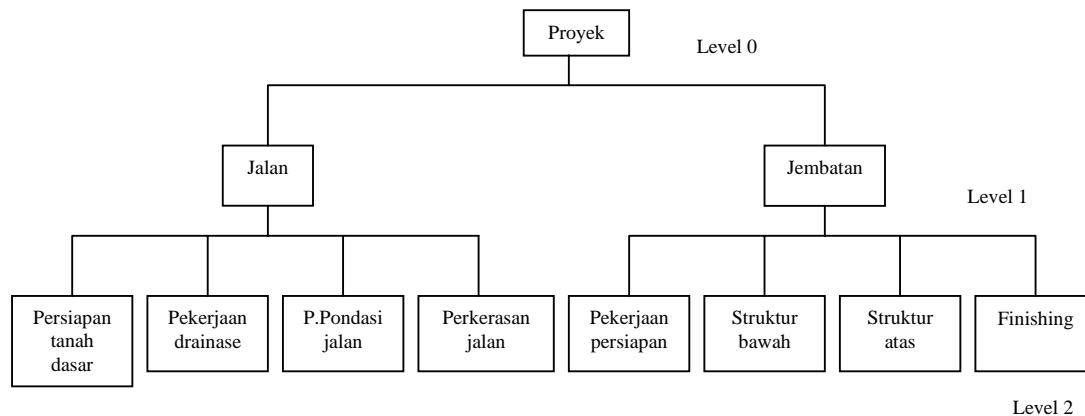 Proyek
Level 0
Jalan
Jembatan
Level 1
Persiapan
tanah
dasar
Pekerjaan
drainase
P.Pondasi
jalan
Perkerasan
jalan
Pekerjaan
persiapan
Struktur
bawah
Struktur
atas
Finishing
Level 2